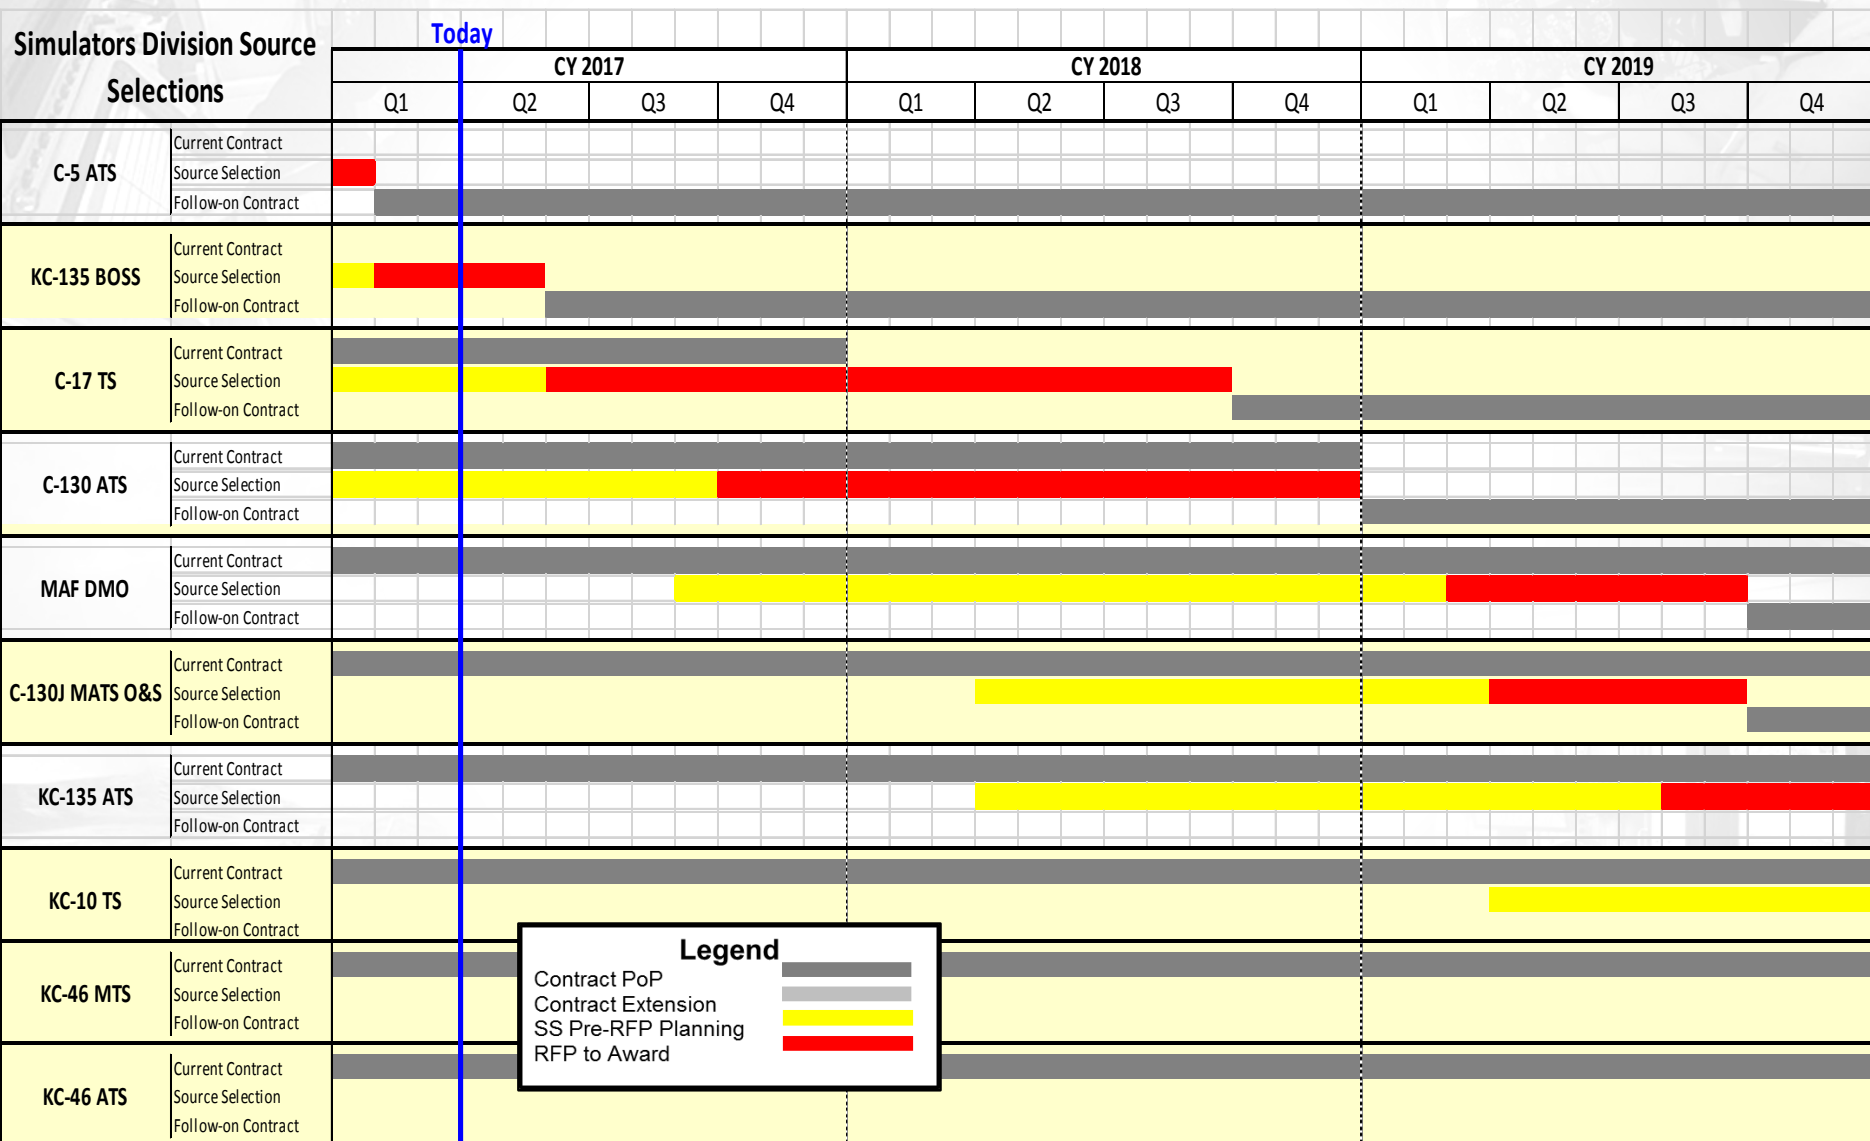 Simulators Division Source
Selections
Today
CY 2017
CY 2018
CY 2019
Q1
Q2
Q3
Q4
Q1
Q2
Q3
Q4
Q1
Q2
Q3
Q4
C-5 ATS
Current Contract
Source Selection
Follow-on Contract
KC-135 BOSS
Current Contract
Source Selection
Follow-on Contract
C-17 TS
Current Contract
Source Selection
Follow-on Contract
C-130 ATS
Current Contract
Source Selection
Follow-on Contract
MAF DMO
Current Contract
Source Selection
Follow-on Contract
C-130J MATS O&S
Current Contract
Source Selection
Follow-on Contract
KC-135 ATS
Current Contract
Source Selection
Follow-on Contract
KC-10 TS
Current Contract
Source Selection
Follow-on Contract
KC-46 MTS
Current Contract
Source Selection
Follow-on Contract
KC-46 ATS
Current Contract
Source Selection
Follow-on Contract
Legend
Contract PoP
Contract Extension
SS Pre-RFP Planning
RFP to Award